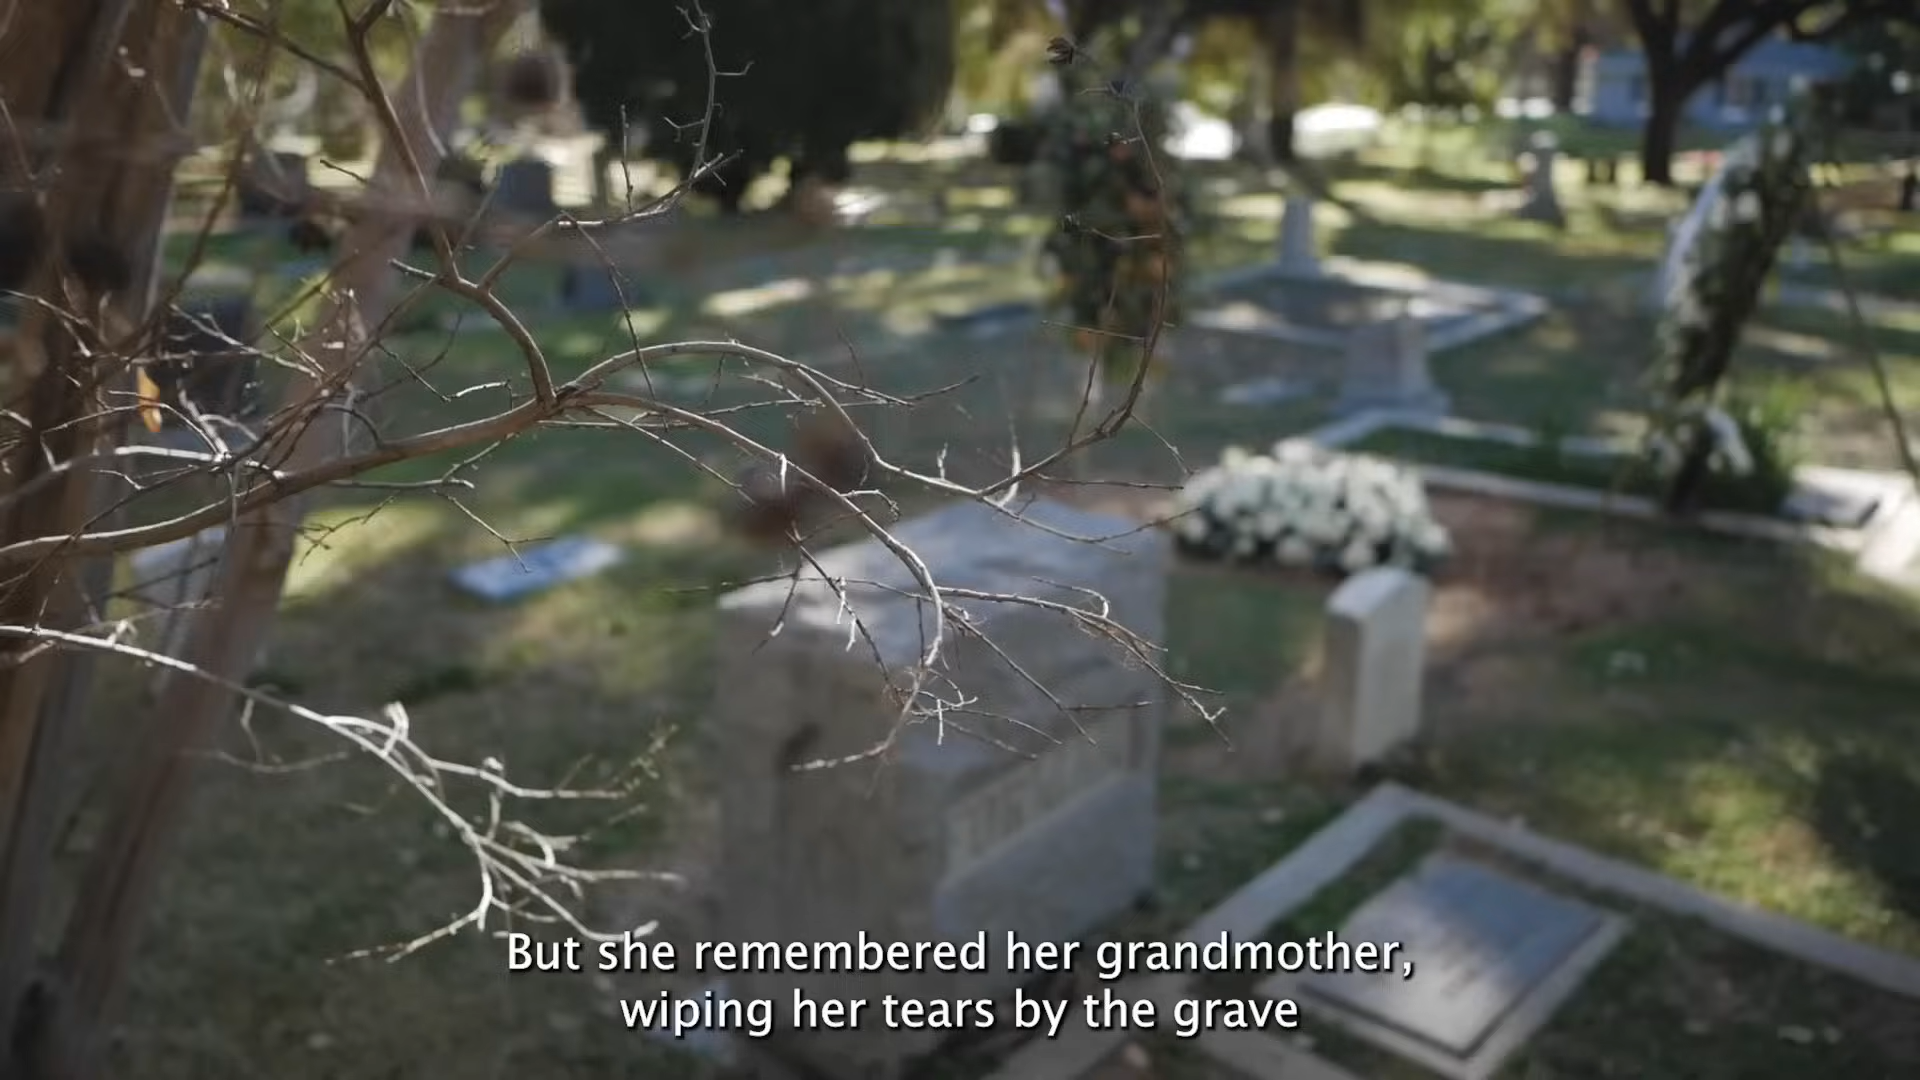 But she remembered her grandmother,
wiping her tears by the grave